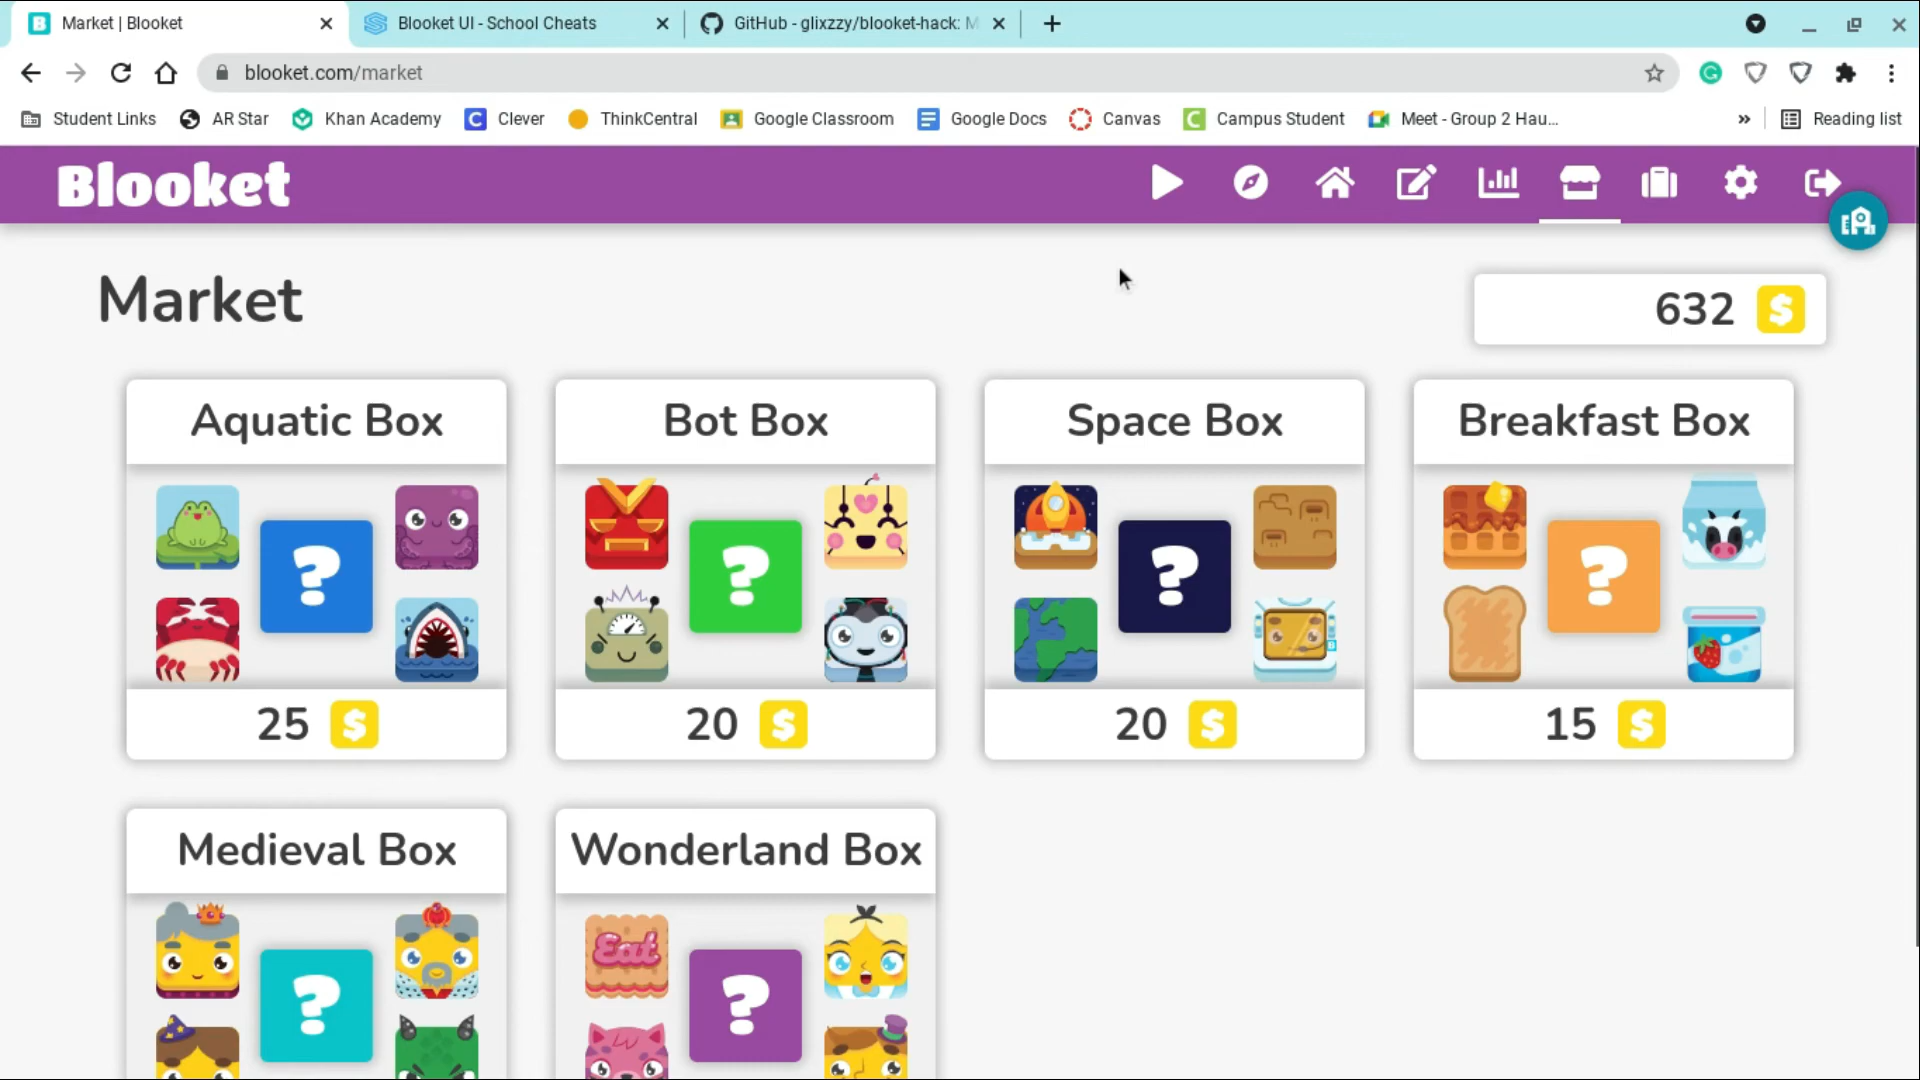 Market | Blooket
Blooket UI - School Cheats
GitHub - glixzzy/blooket-hack: M
blooket.com/market
Student Links
AR Star
Khan Academy
Clever
ThinkCentral
Google Classroom
Google Docs
Canvas
Campus Student
Meet - Group 2 Hau...
Reading list
Blooket
Market
632
Aquatic Box
Bot Box
Space Box
Breakfast Box
? ? ? ?
25
20
20
15
Medieval Box
Wonderland Box
Eat
? ?